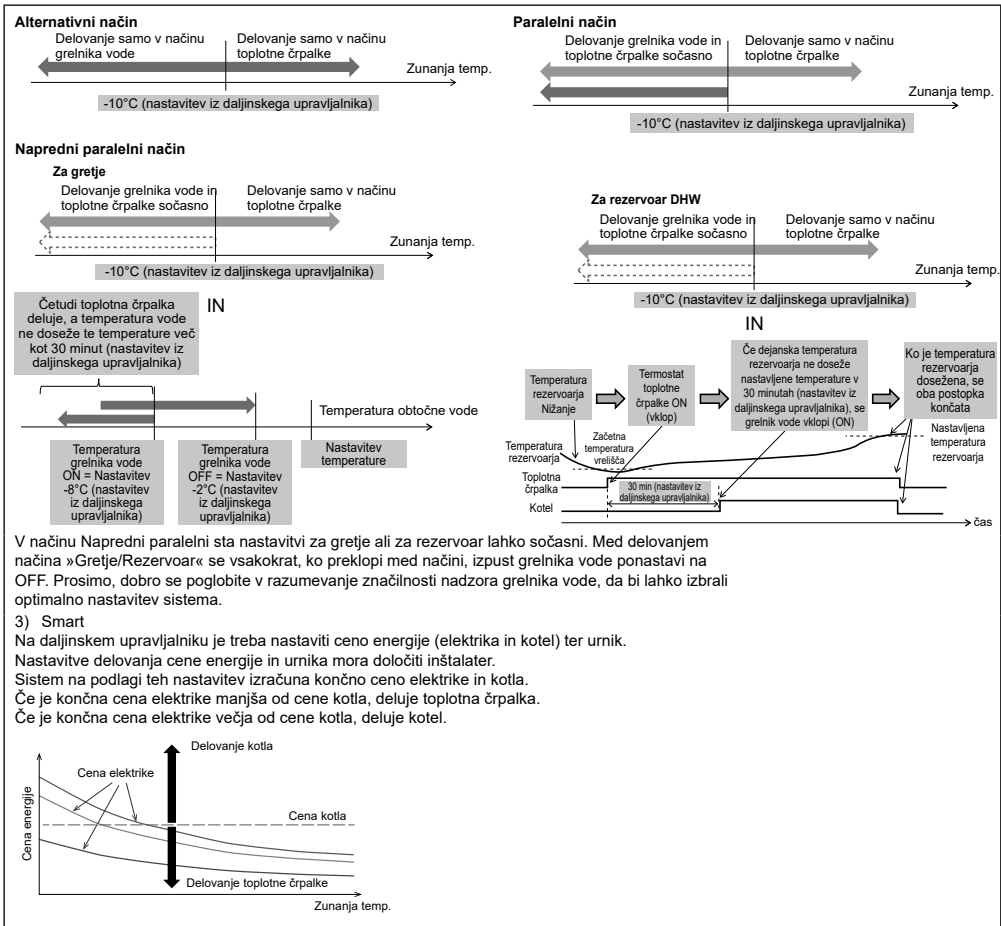 Alternativni način
Delovanje samo v načinu
grelnika vode
Delovanje samo v načinu
toplotne črpalke
Zunanja temp.
-10°C (nastavitev iz daljinskega upravljalnika)
Paralelni način
Delovanje grelnika vode in
toplotne črpalke sočasno
Delovanje samo v načinu
toplotne črpalke
Zunanja temp.
-10°C (nastavitev iz daljinskega upravljalnika)
Napredni paralelni način
Za gretje
Delovanje grelnika vode in
toplotne črpalke sočasno
Delovanje samo v načinu
toplotne črpalke
Zunanja temp.
-10°C (nastavitev iz daljinskega upravljalnika)
Četudi toplotna črpalka
deluje, a temperatura vode
ne doseže te temperature več
kot 30 minut (nastavitev iz
daljinskega upravljalnika)
IN
Temperatura obtočne vode
Temperatura
grelnika vode
ON = Nastavitev
-8°C (nastavitev
iz daljinskega
upravljalnika)
Temperatura
grelnika vode
OFF = Nastavitev
-2°C (nastavitev
iz daljinskega
upravljalnika)
Nastavitev
temperature
Za rezervoar DHW
Delovanje grelnika vode in
toplotne črpalke sočasno
Delovanje samo v načinu
toplotne črpalke
Zunanja temp.
-10°C (nastavitev iz daljinskega upravljalnika)
IN
Temperatura
rezervoarja
Nižanje
Termostat
toplotne
črpalke ON
(vklop)
Če dejanska temperatura
rezervoarja ne doseže
nastavljene temperature v
30 minutah (nastavitev iz
daljinskega upravljalnika), se
grelnik vode vklopi (ON)
Ko je temperatura
rezervoarja
dosežena, se
oba postopka
končata
Temperatura
rezervoarja
Začetna
temperatura
vrelišča
Nastavljena
temperatura
rezervoarja
Toplotna
črpalka
30 min (nastavitev iz
daljinskega upravljalnika)
Kotel
čas
V načinu Napredni paralelni sta nastavitvi za gretje ali za rezervoar lahko sočasni. Med delovanjem
načina »Gretje/Rezervoar« se vsakokrat, ko preklopi med načini, izpust grelnika vode ponastavi na
OFF. Prosimo, dobro se poglobite v razumevanje značilnosti nadzora grelnika vode, da bi lahko izbrali
optimalno nastavitev sistema.
3) Smart
Na daljinskem upravljalniku je treba nastaviti ceno energije (elektrika in kotel) ter urnik.
Nastavitve delovanja cene energije in urnika mora določiti inštalater.
Sistem na podlagi teh nastavitev izračuna končno ceno elektrike in kotla.
Če je končna cena elektrike manjša od cene kotla, deluje toplotna črpalka.
Če je končna cena elektrike večja od cene kotla, deluje kotel.
Delovanje kotla
Cena elektrike
Cena kotla
Cena energije
Delovanje toplotne črpalke
Zunanja temp.